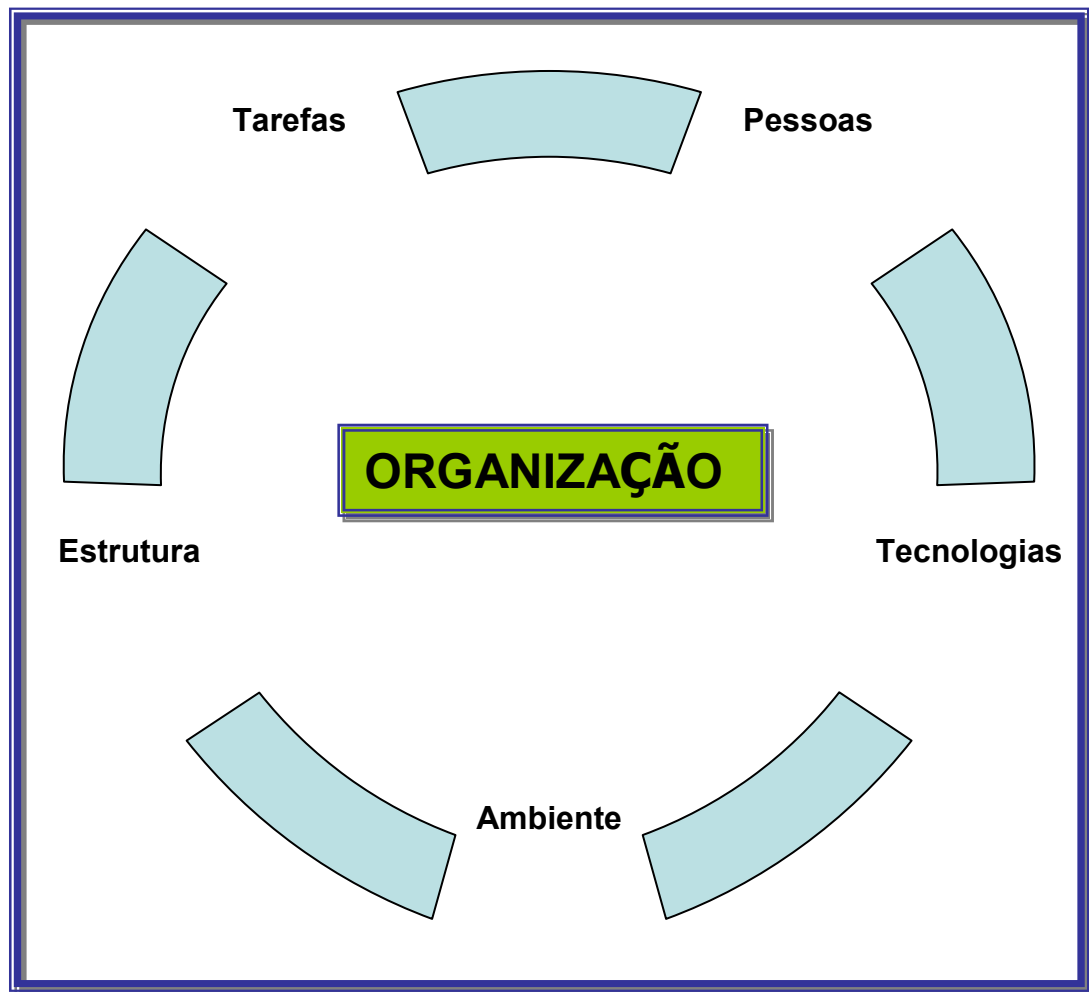 Tarefas
Pessoas
ORGANIZAÇÃO
Estrutura
Tecnologias
Ambiente